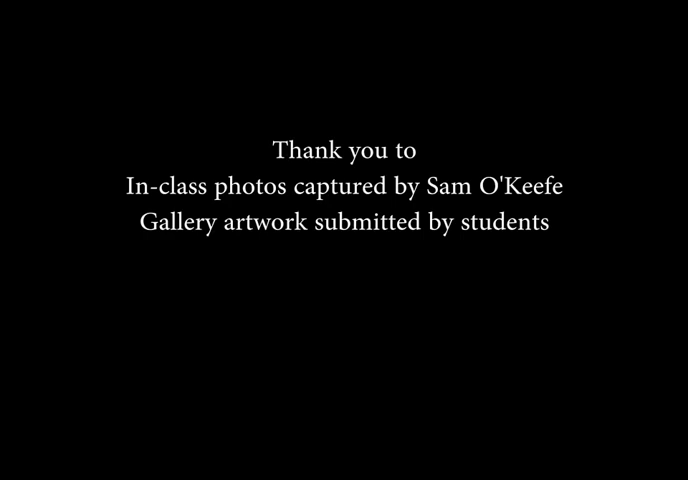 Thank you to
In-class photos captured by Sam O'Keefe
Gallery artwork submitted by students